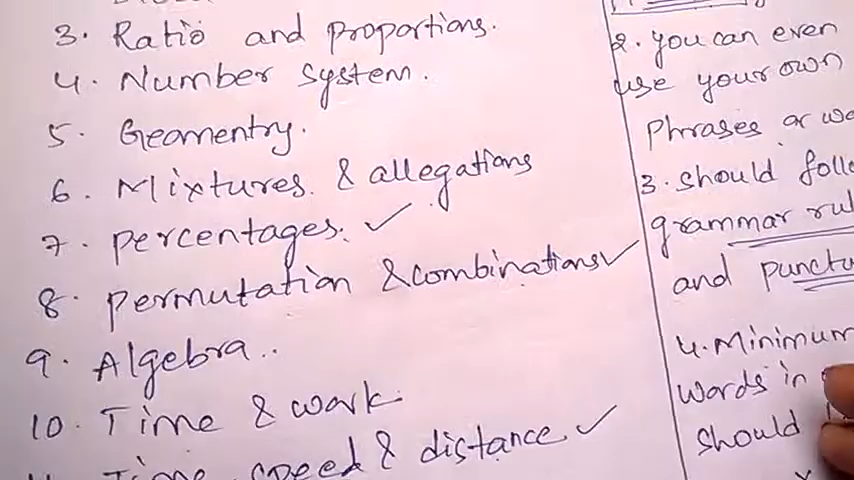 3. Ratio and proportions.
4. Number system.
5. Geomentry.
6. Mixtures. & allegations
7. percentages. ✓
8. permutation & combinations ✓
9. Algebra..
10. Time & work.
Time speed & distance ✓
2. you can even
use your own
Phrases or
3. should
grammar
and
4. Minimum
words in
should